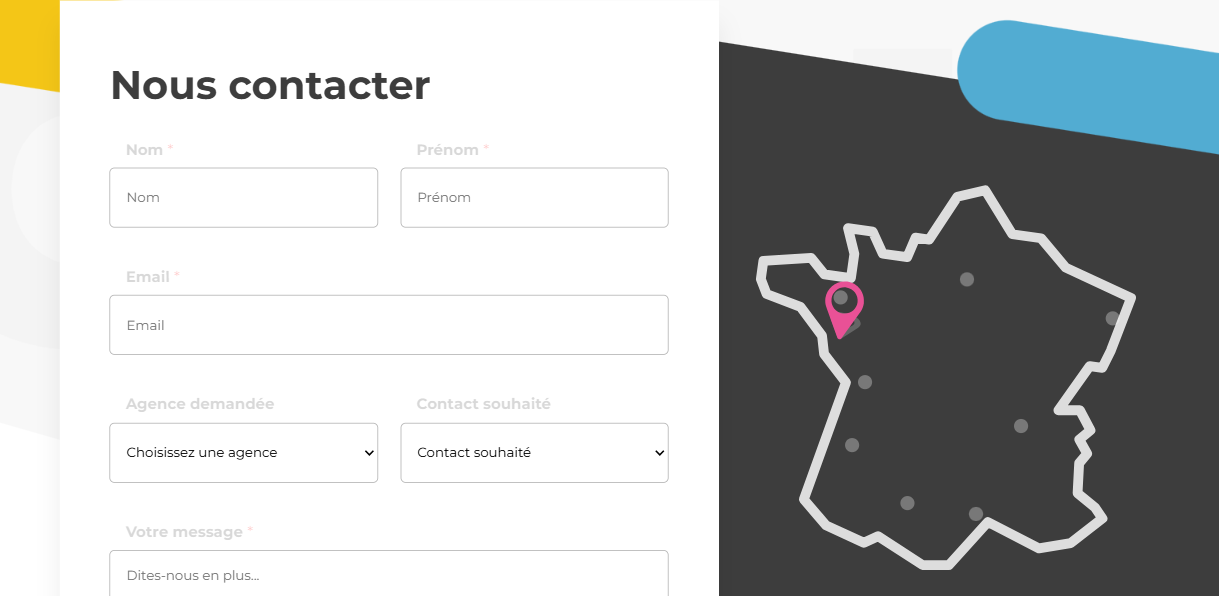 Nous contacter
Nom * Prénom *
Nom Prénom
Email *
Email
Agence demandée Contact souhaité
Choisissez une agence Contact souhaité
Votre message *
Dites-nous en plus...